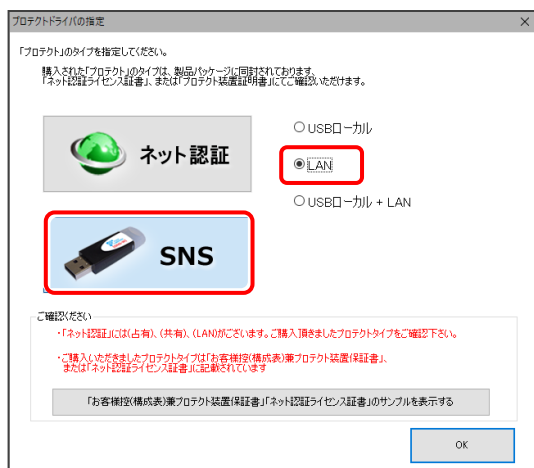 プロテクトドライバの指定
「プロテクト」のタイプを指定してください。
購入された「プロテクト」のタイプは、製品パッケージに同封されております、
「ネット認証ライセンス証書」、または「プロテクト装置証明書」にてご確認いただけます。
ネット認証
○USBローカル
LAN
○USBローカル + LAN
SNS
ご確認ください
・「ネット認証」には(占有)、(共有)、(LAN)がございます。ご購入頂きましたプロテクトタイプをご確認下さい。
・ご購入いただきましたプロテクトタイプは「お客様控(構成表)兼プロテクト装置保証書」、
または「ネット認証ライセンス証書」に記載されています
「お客様控(構成表)兼プロテクト装置保証書」「ネット認証ライセンス証書」のサンプルを表示する
OK